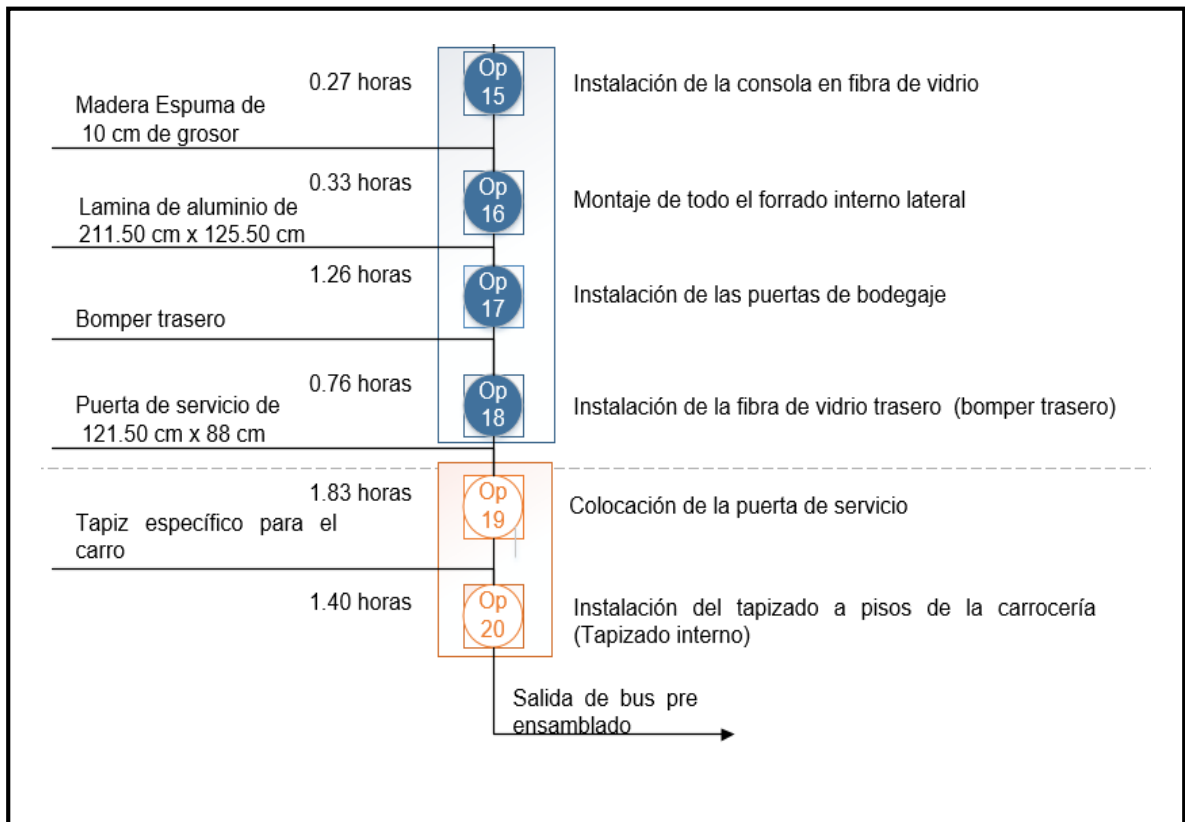 0.27 horas
Op
15
Instalación de la consola en fibra de vidrio
Madera Espuma de
10 cm de grosor
0.33 horas
Op
16
Montaje de todo el forrado interno lateral
Lamina de aluminio de
211.50 cm x 125.50 cm
1.26 horas
Op
17
Instalación de las puertas de bodegaje
Bomper trasero
0.76 horas
Op
18
Instalación de la fibra de vidrio trasero (bomper trasero)
Puerta de servicio de
121.50 cm x 88 cm
1.83 horas
Op
19
Colocación de la puerta de servicio
Tapiz específico para el
carro
1.40 horas
Op
20
Instalación del tapizado a pisos de la carrocería
(Tapizado interno)
Salida de bus pre
ensamblado